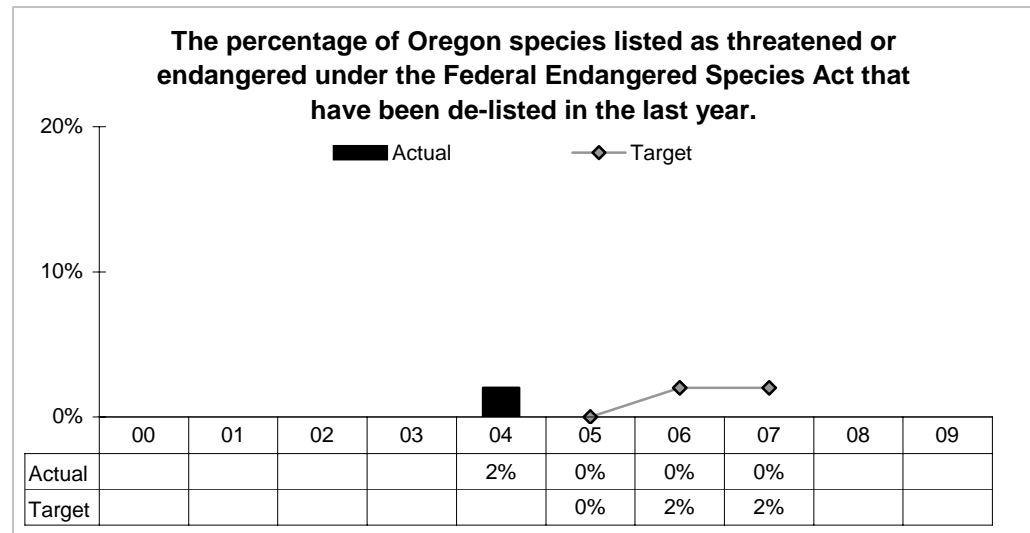 The percentage of Oregon species listed as threatened or
endangered under the Federal Endangered Species Act that
have been de-listed in the last year.
20%
Actual Target
10%
0%
00 01 02 03 04 05 06 07 08 09
Actual 2% 0% 0% 0%
Target 0% 2% 2%